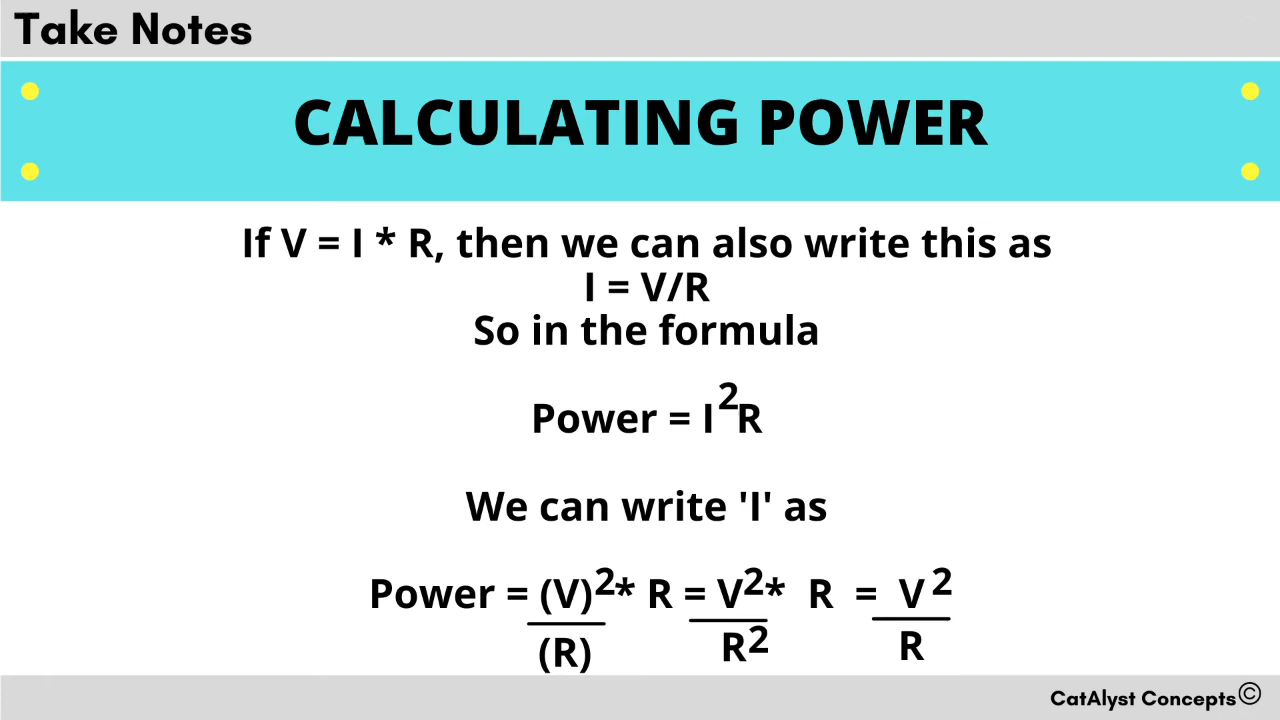 Take Notes
CALCULATING POWER
If V = I * R, then we can also write this as
I = V/R
So in the formula
Power = I²R
We can write 'I' as
Power = (V)²* R = V²* R = V²
(R) R² R
CatAlyst Concepts©